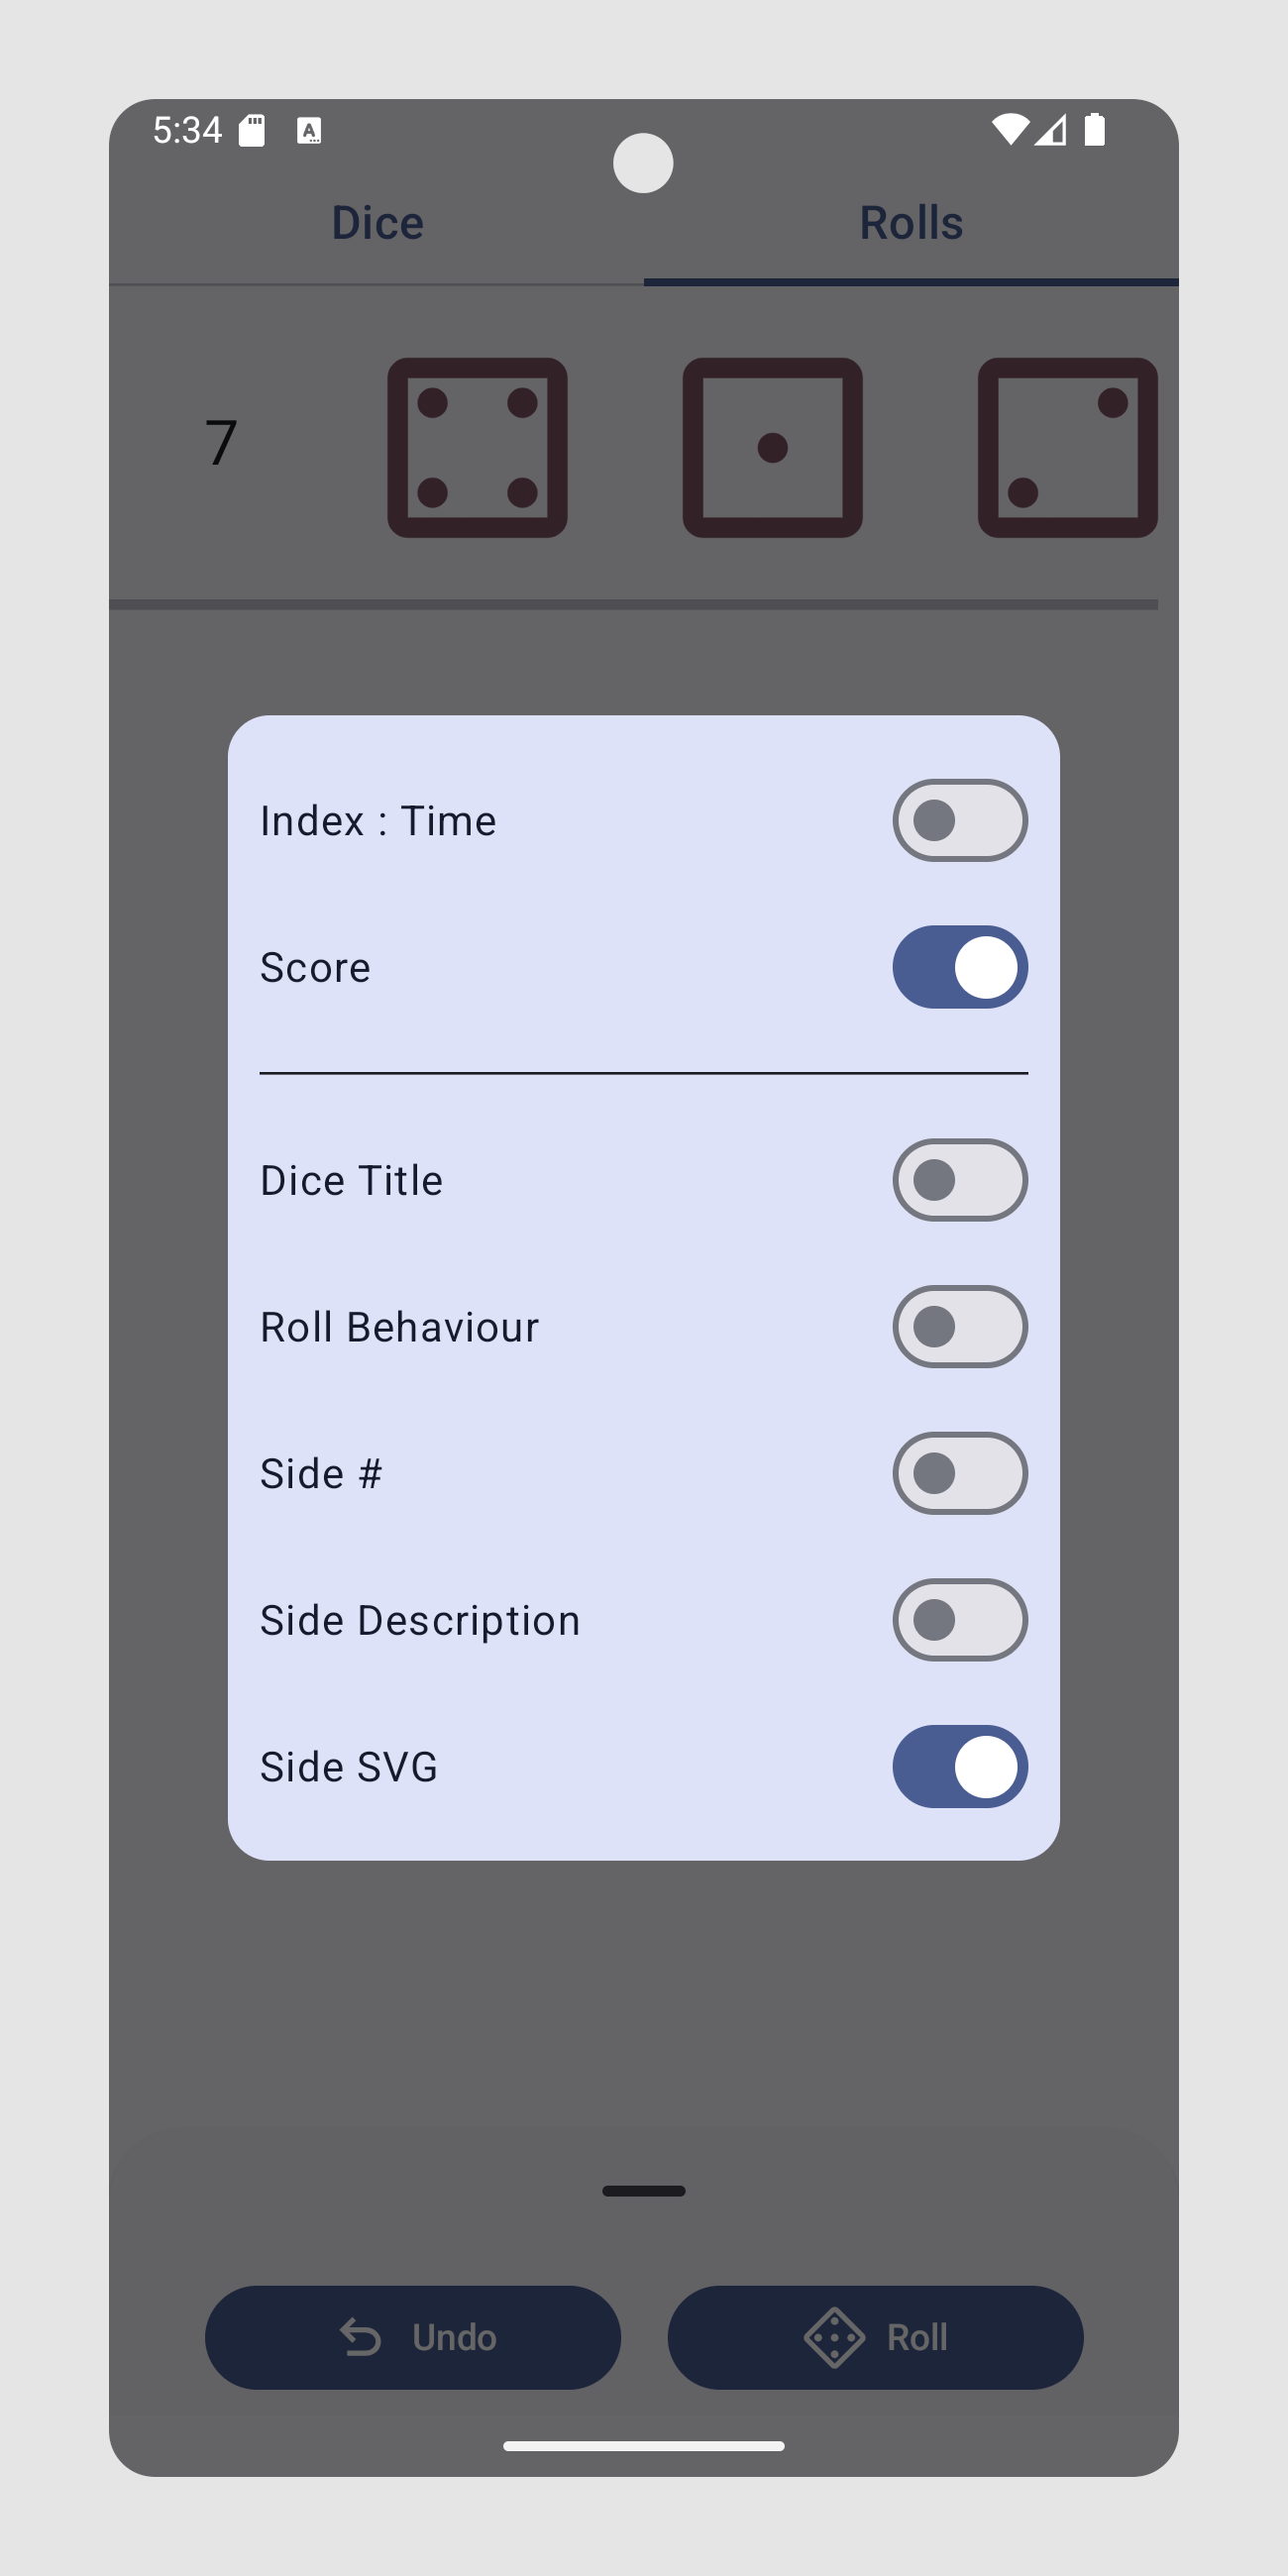 5:34
Dice
Rolls
7
Index : Time
Score
Dice Title
Roll Behaviour
Side #
Side Description
Side SVG
Undo
Roll